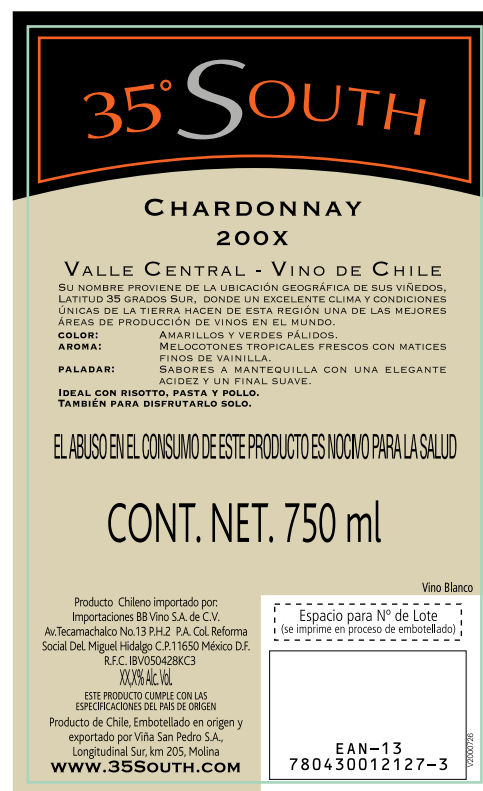 35° SOUTH
CHARDONNAY
200X
VALLE CENTRAL - VINO DE CHILE
SU NOMBRE PROVIENE DE LA UBICACIÓN GEOGRÁFICA DE SUS VIÑEDOS,
LATITUD 35 GRADOS SUR, DONDE UN EXCELENTE CLIMA Y CONDICIONES
ÚNICAS DE LA TIERRA HACEN DE ESTA REGIÓN UNA DE LAS MEJORES
ÁREAS DE PRODUCCIÓN DE VINOS EN EL MUNDO.
COLOR: AMARILLOS Y VERDES PÁLIDOS.
AROMA: MELOCOTONES TROPICALES FRESCOS CON MATICES
FINOS DE VAINILLA.
PALADAR: SABORES A MANTEQUILLA CON UNA ELEGANTE
ACIDEZ Y UN FINAL SUAVE.
IDEAL CON RISOTTO, PASTA Y POLLO.
TAMBIÉN PARA DISFRUTARLO SOLO.
EL ABUSO EN EL CONSUMO DE ESTE PRODUCTO ES NOCIVO PARA LA SALUD
CONT. NET. 750 ml
Vino Blanco
Producto Chileno importado por:
Importaciones BB Vino S.A. de C.V.
Av.Tecamachalco No.13 P.H.2 P.A. Col. Reforma
Social Del. Miguel Hidalgo C.P.11650 México D.F.
R.F.C. IBV050428KC3
XX,X% Alc. Vol.
ESTE PRODUCTO CUMPLE CON LAS
ESPECIFICACIONES DEL PAIS DE ORIGEN
Producto de Chile, Embotellado en origen y
exportado por Viña San Pedro S.A.,
Longitudinal Sur, km 205, Molina
WWW.35SOUTH.COM
Espacio para N° de Lote
(se imprime en proceso de embotellado)
EAN-13
780430012127-3
V2000726